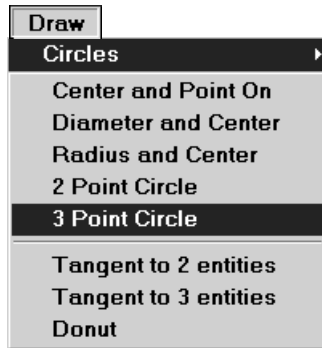 Draw
Circles
Center and Point On
Diameter and Center
Radius and Center
2 Point Circle
3 Point Circle
Tangent to 2 entities
Tangent to 3 entities
Donut